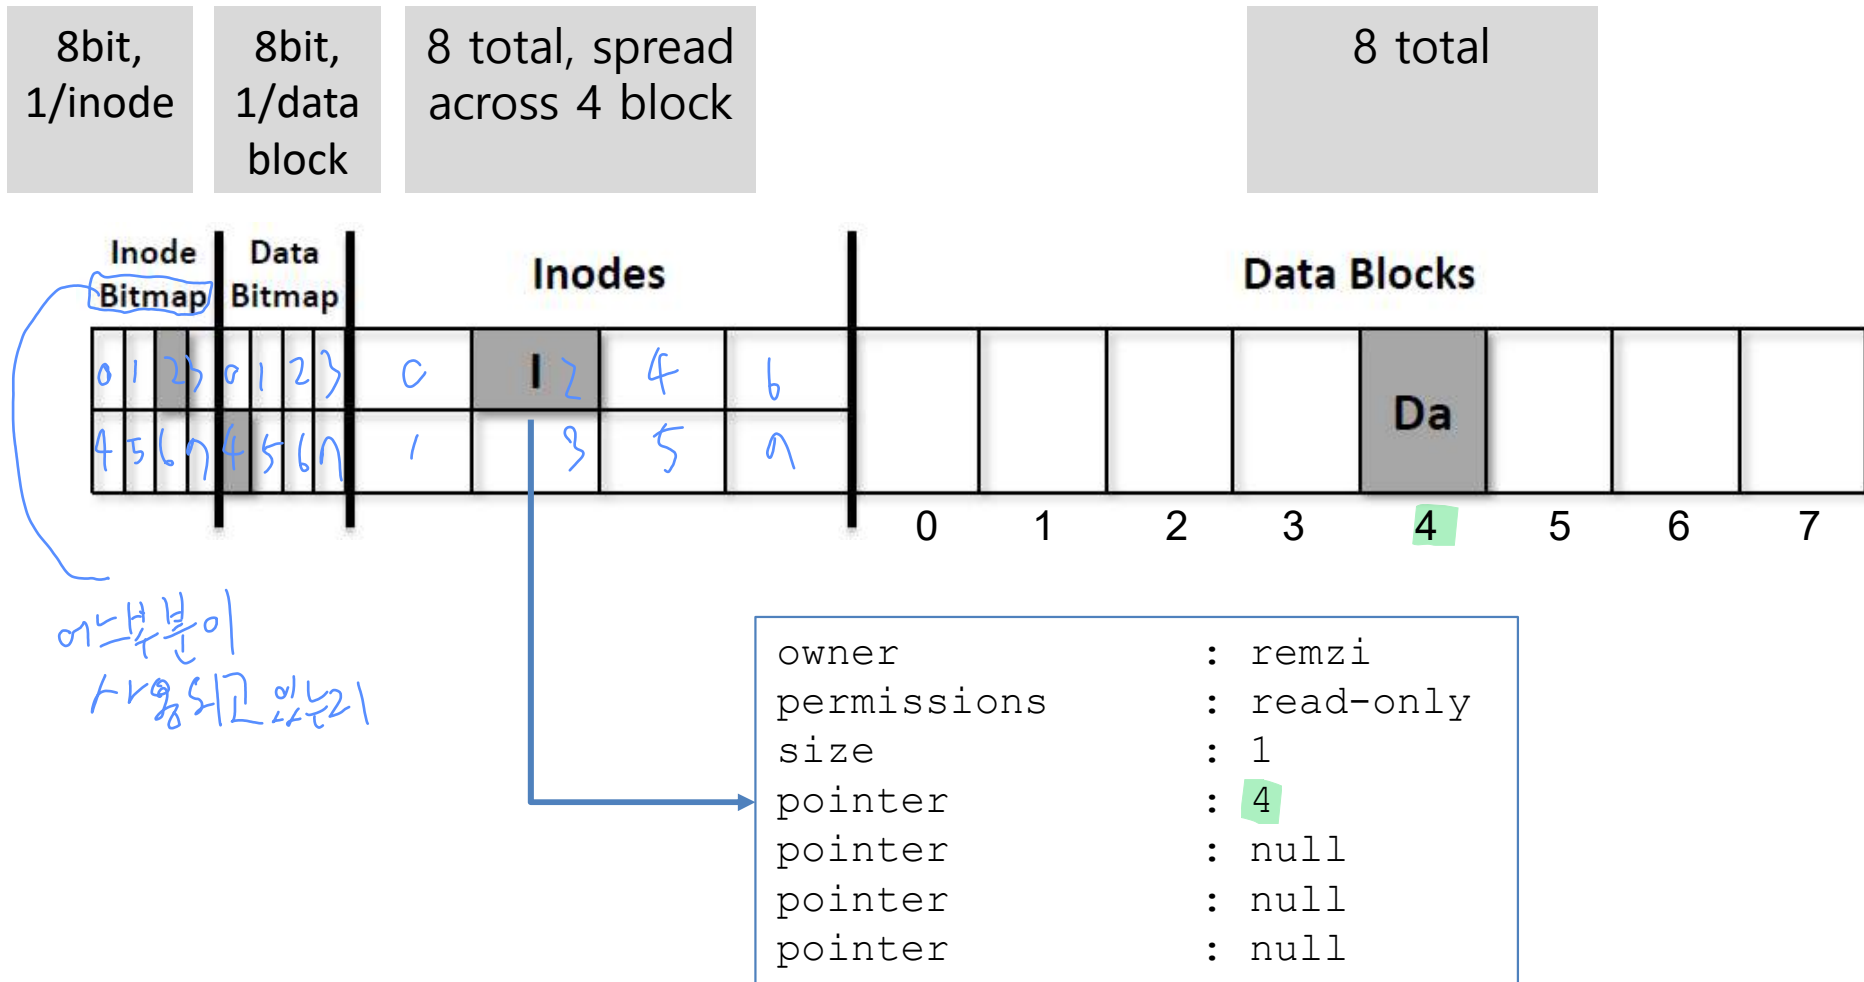 8bit,
1/inode
8bit,
1/data
block
8 total, spread
across 4 block
8 total
Inode
Bitmap
Data
Bitmap
Inodes
Data Blocks
0 1 2 3 0 1 2 3 0 I 2 4 6
Da
4 5 6 7 4 5 6 7 1 3 5 7
0 1 2 3 4 5 6 7
어느부분이
사용되고 있는지
owner : remzi
permissions : read-only
size : 1
pointer : 4
pointer : null
pointer : null
pointer : null